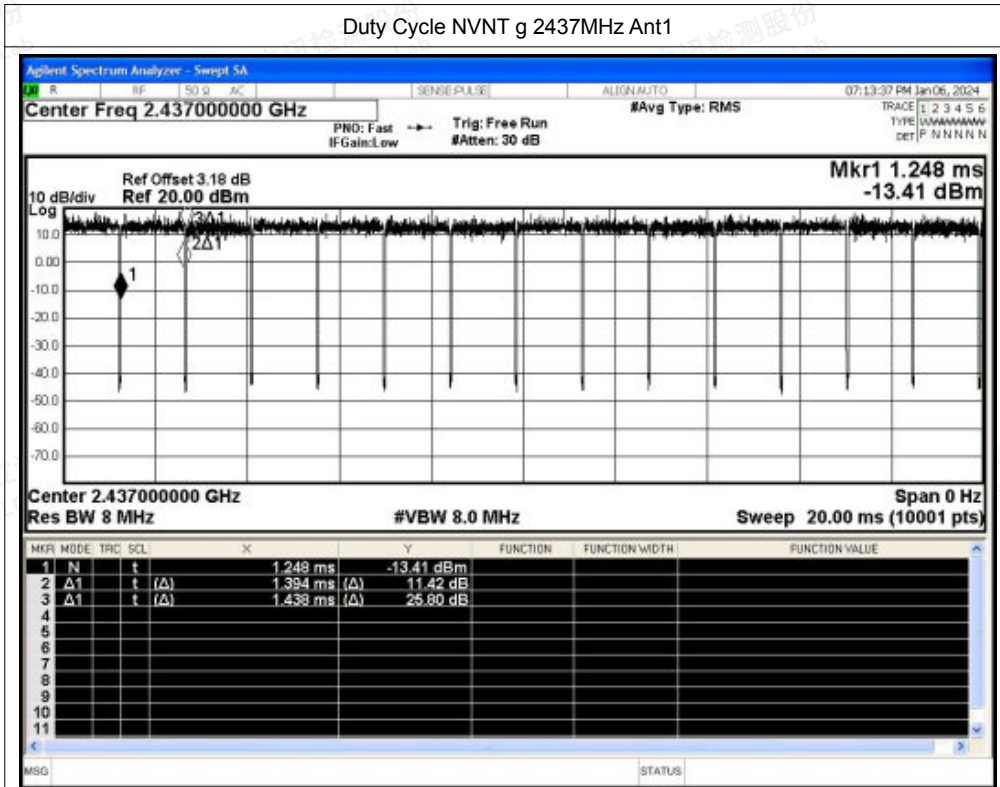 Duty Cycle NVNT g 2437MHz Ant1
Agilent Spectrum Analyzer - Swept SA
R RF 50 Ω AC SENSE:PULSE ALIGN AUTO 07:13:37 PM Jan 06, 2024
Center Freq 2.437000000 GHz #Avg Type: RMS TRACE 1 2 3 4 5 6
PNO: Fast Trig: Free Run TYPE
IFGain:Low #Atten: 30 dB DET P N N N N N
Mkr1 1.248 ms
-13.41 dBm
Ref Offset 3.18 dB
10 dB/div Ref 20.00 dBm
Log
3Δ1
10.0
2Δ1
0.00
1
-10.0
-20.0
-30.0
-40.0
-50.0
-60.0
-70.0
Center 2.437000000 GHz Span 0 Hz
Res BW 8 MHz #VBW 8.0 MHz Sweep 20.00 ms (10001 pts)
MKR MODE TRC SCL X Y FUNCTION FUNCTION WIDTH FUNCTION VALUE
1 N t 1.248 ms -13.41 dBm
2 Δ1 t (Δ) 1.394 ms (Δ) 11.42 dB
3 Δ1 t (Δ) 1.438 ms (Δ) 25.80 dB
4
5
6
7
8
9
10
11
MSG STATUS